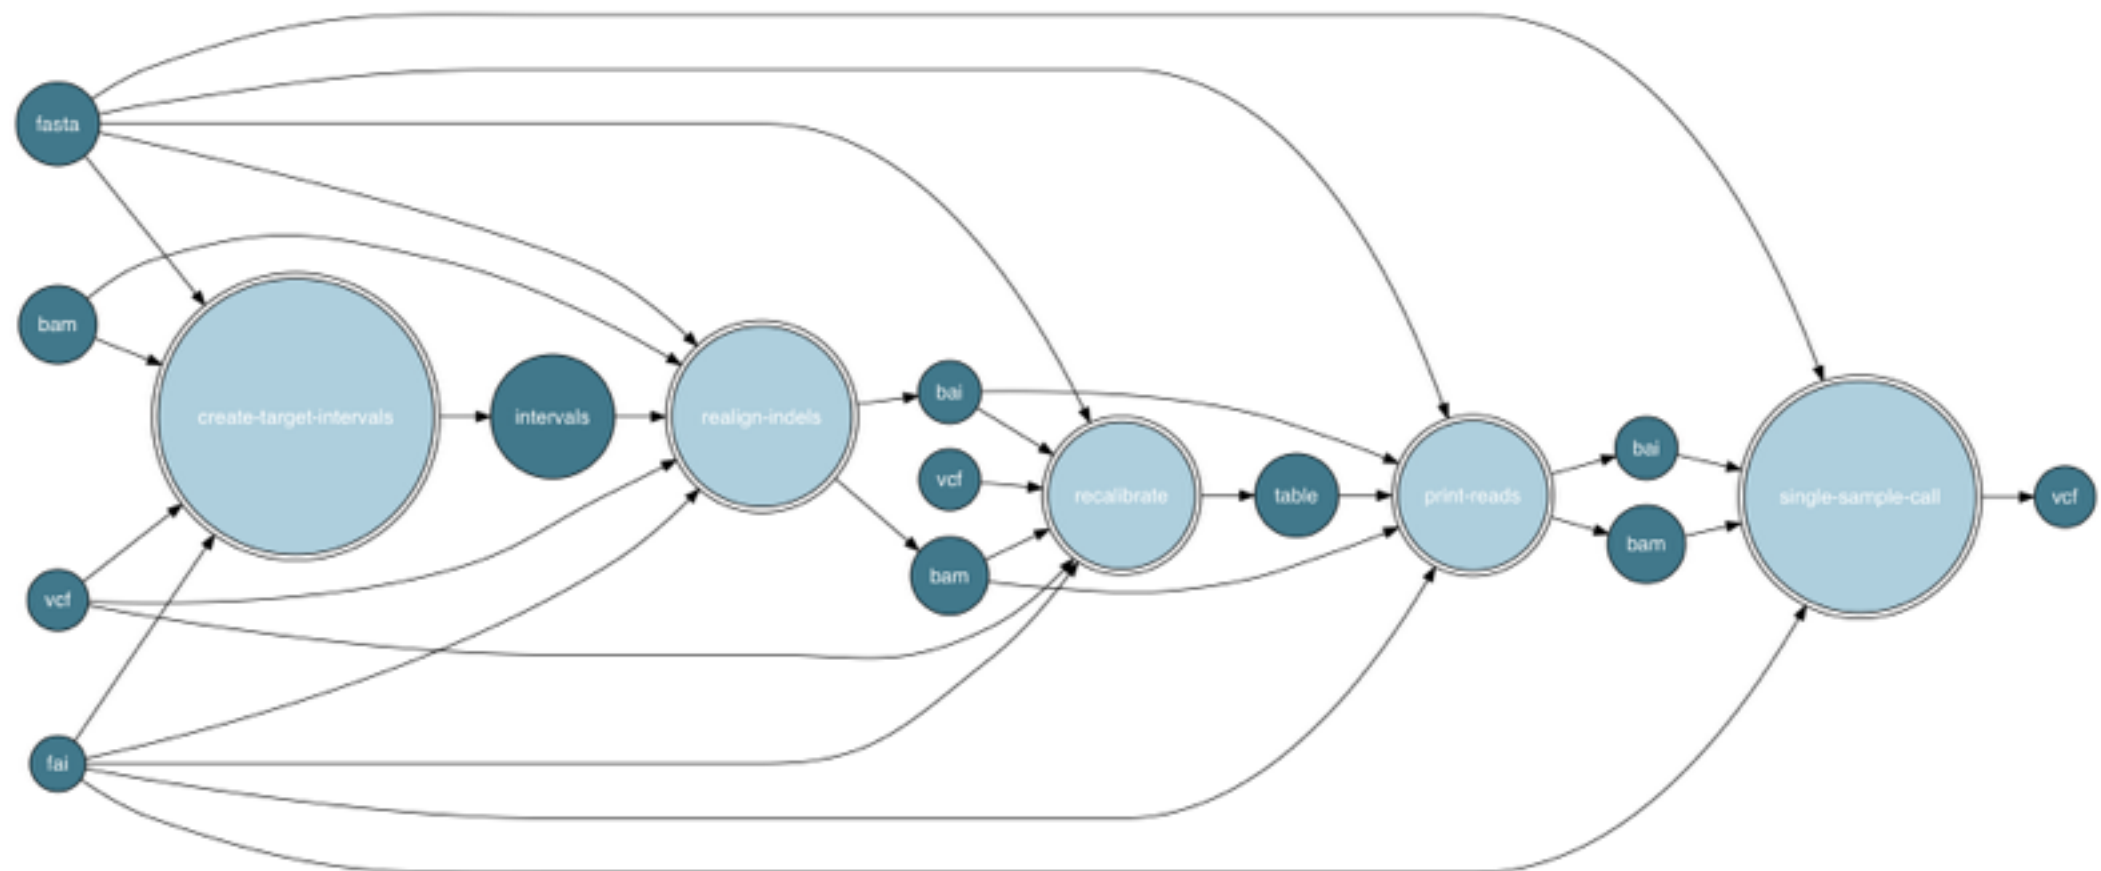 fasta
bam
create-target-intervals
intervals
realign-indels
bai
vcf
bam
recalibrate
table
print-reads
bai
bam
single-sample-call
vcf
vcf
fai